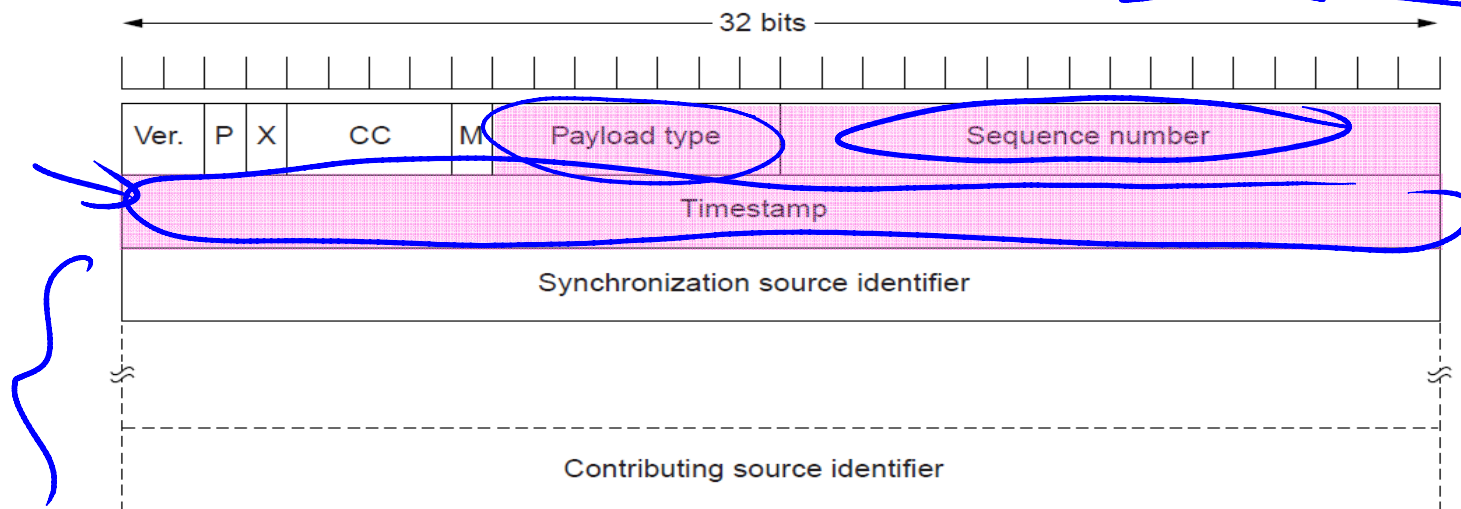 32 bits
Ver. P X CC M Payload type Sequence number
Timestamp
Synchronization source identifier
Contributing source identifier